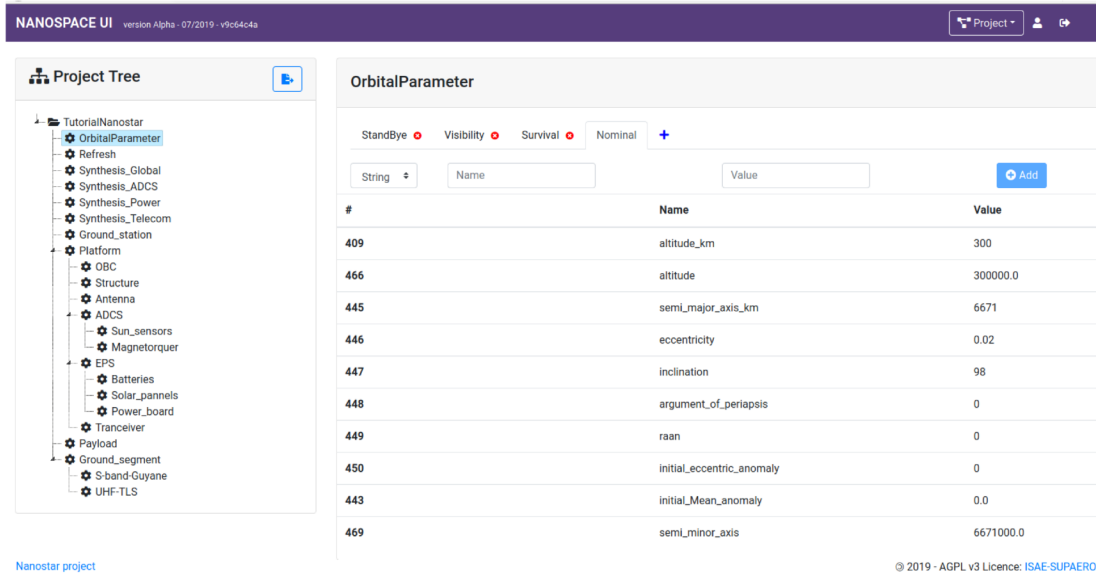 NANOSPACE UI version Alpha - 07/2019 - v9c64c4a Project
Project Tree
TutorialNanostar
OrbitalParameter
Refresh
Synthesis_Global
Synthesis_ADCS
Synthesis_Power
Synthesis_Telecom
Ground_station
Platform
OBC
Structure
Antenna
ADCS
Sun_sensors
Magnetorquer
EPS
Batteries
Solar_pannels
Power_board
Tranceiver
Payload
Ground_segment
S-band-Guyane
UHF-TLS
OrbitalParameter
StandBye Visibility Survival Nominal +
String Name Value Add
# Name Value
409 altitude_km 300
466 altitude 300000.0
445 semi_major_axis_km 6671
446 eccentricity 0.02
447 inclination 98
448 argument_of_periapsis 0
449 raan 0
450 initial_eccentric_anomaly 0
443 initial_Mean_anomaly 0.0
469 semi_minor_axis 6671000.0
Nanostar project
🄯 2019 - AGPL v3 Licence: ISAE-SUPAERO